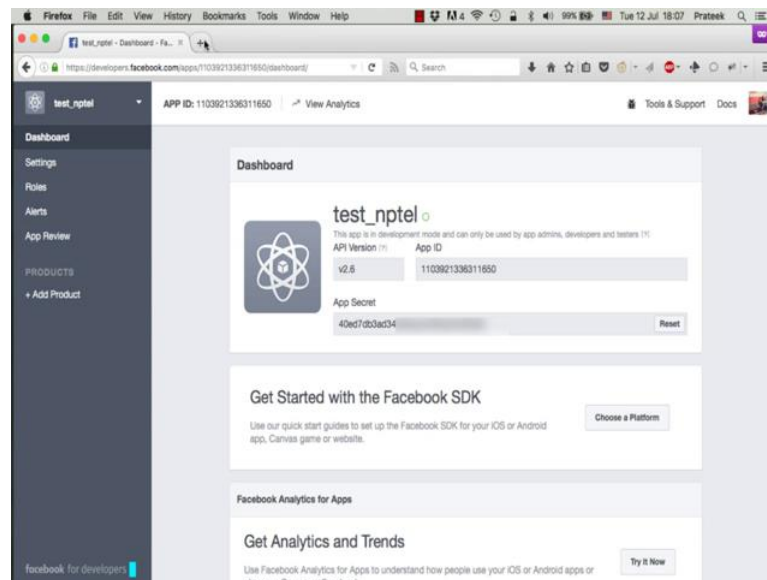 Firefox File Edit View History Bookmarks Tools Window Help 4 99% Tue 12 Jul 18:07 Prateek
test_nptel - Dashboard - Fa...
https://developers.facebook.com/apps/1103921336311650/dashboard/ Search
test_nptel APP ID: 1103921336311650 View Analytics Tools & Support Docs
Dashboard
Settings
Roles
Alerts
App Review
PRODUCTS
+ Add Product
Dashboard
test_nptel
This app is in development mode and can only be used by app admins, developers and testers [?]
API Version [?] App ID
v2.6 1103921336311650
App Secret
40ed7db3ad34 Reset
Get Started with the Facebook SDK
Use our quick start guides to set up the Facebook SDK for your iOS or Android
app, Canvas game or website.
Choose a Platform
Facebook Analytics for Apps
Get Analytics and Trends
Use Facebook Analytics for Apps to understand how people use your iOS or Android apps or
Try It Now
facebook for developers